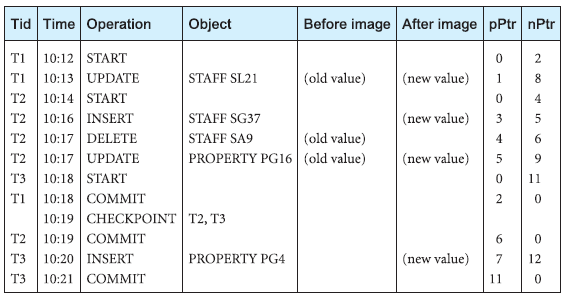 Tid Time Operation Object Before image After image pPtr nPtr
T1 10:12 START 0 2
T1 10:13 UPDATE STAFF SL21 (old value) (new value) 1 8
T2 10:14 START 0 4
T2 10:16 INSERT STAFF SG37 (new value) 3 5
T2 10:17 DELETE STAFF SA9 (old value) 4 6
T2 10:17 UPDATE PROPERTY PG16 (old value) (new value) 5 9
T3 10:18 START 0 11
T1 10:18 COMMIT 2 0
10:19 CHECKPOINT T2, T3
T2 10:19 COMMIT 6 0
T3 10:20 INSERT PROPERTY PG4 (new value) 7 12
T3 10:21 COMMIT 11 0